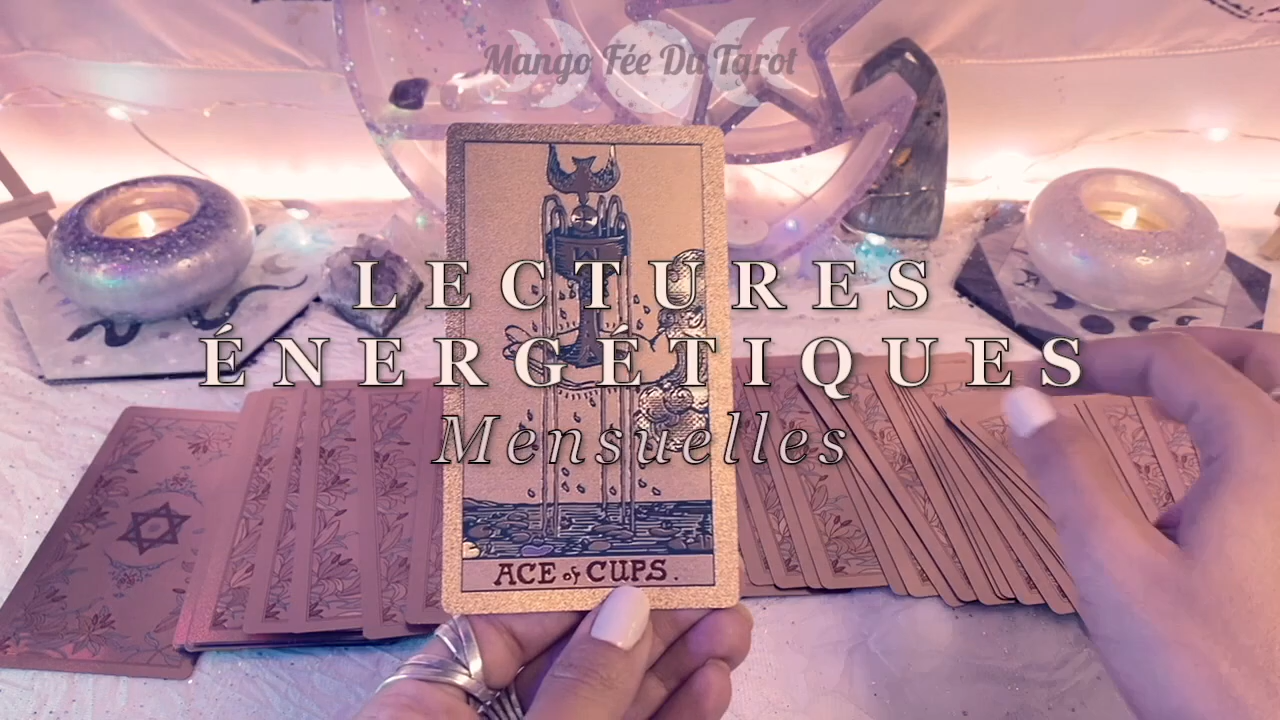 Mango Fée Du Tarot
LECTURES
ÉNERGÉTIQUES
Mensuelles
ACE of CUPS.